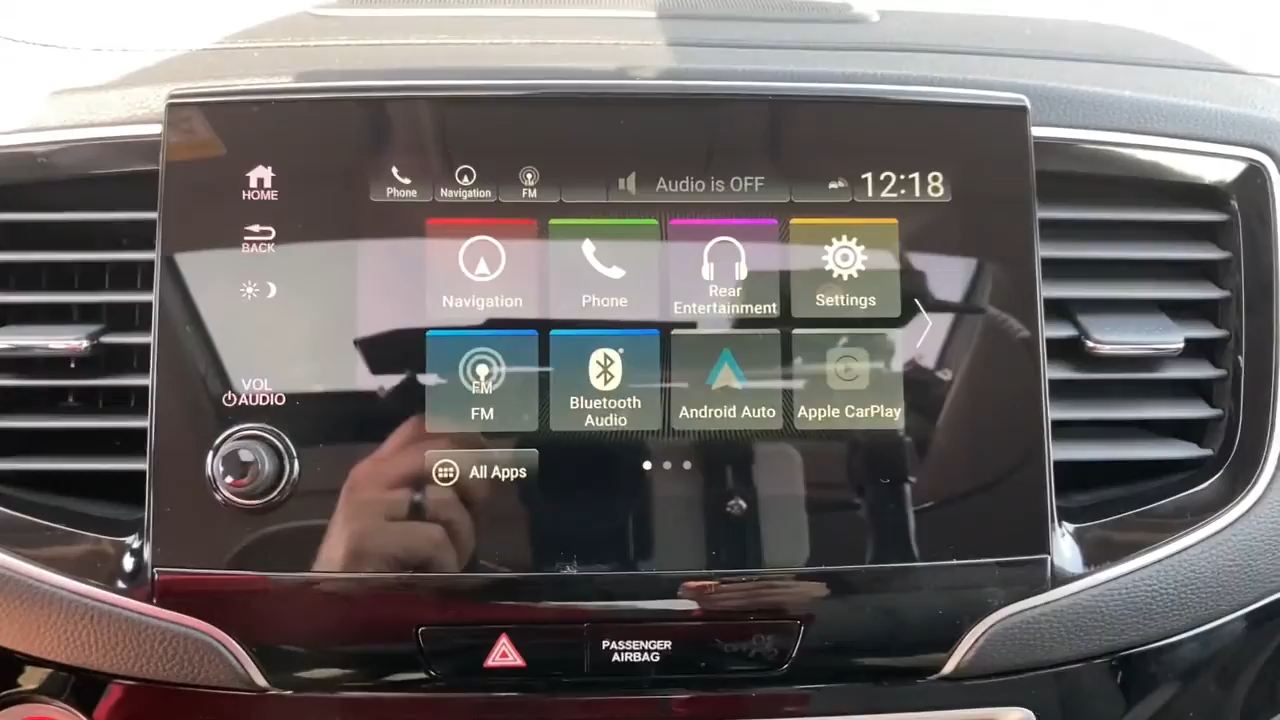 HOME
BACK
VOL
AUDIO
Phone
Navigation
FM
Audio is OFF
12:18
Navigation
Phone
Rear
Entertainment
Settings
FM
FM
Bluetooth
Audio
Android Auto
Apple CarPlay
All Apps
PASSENGER
AIRBAG